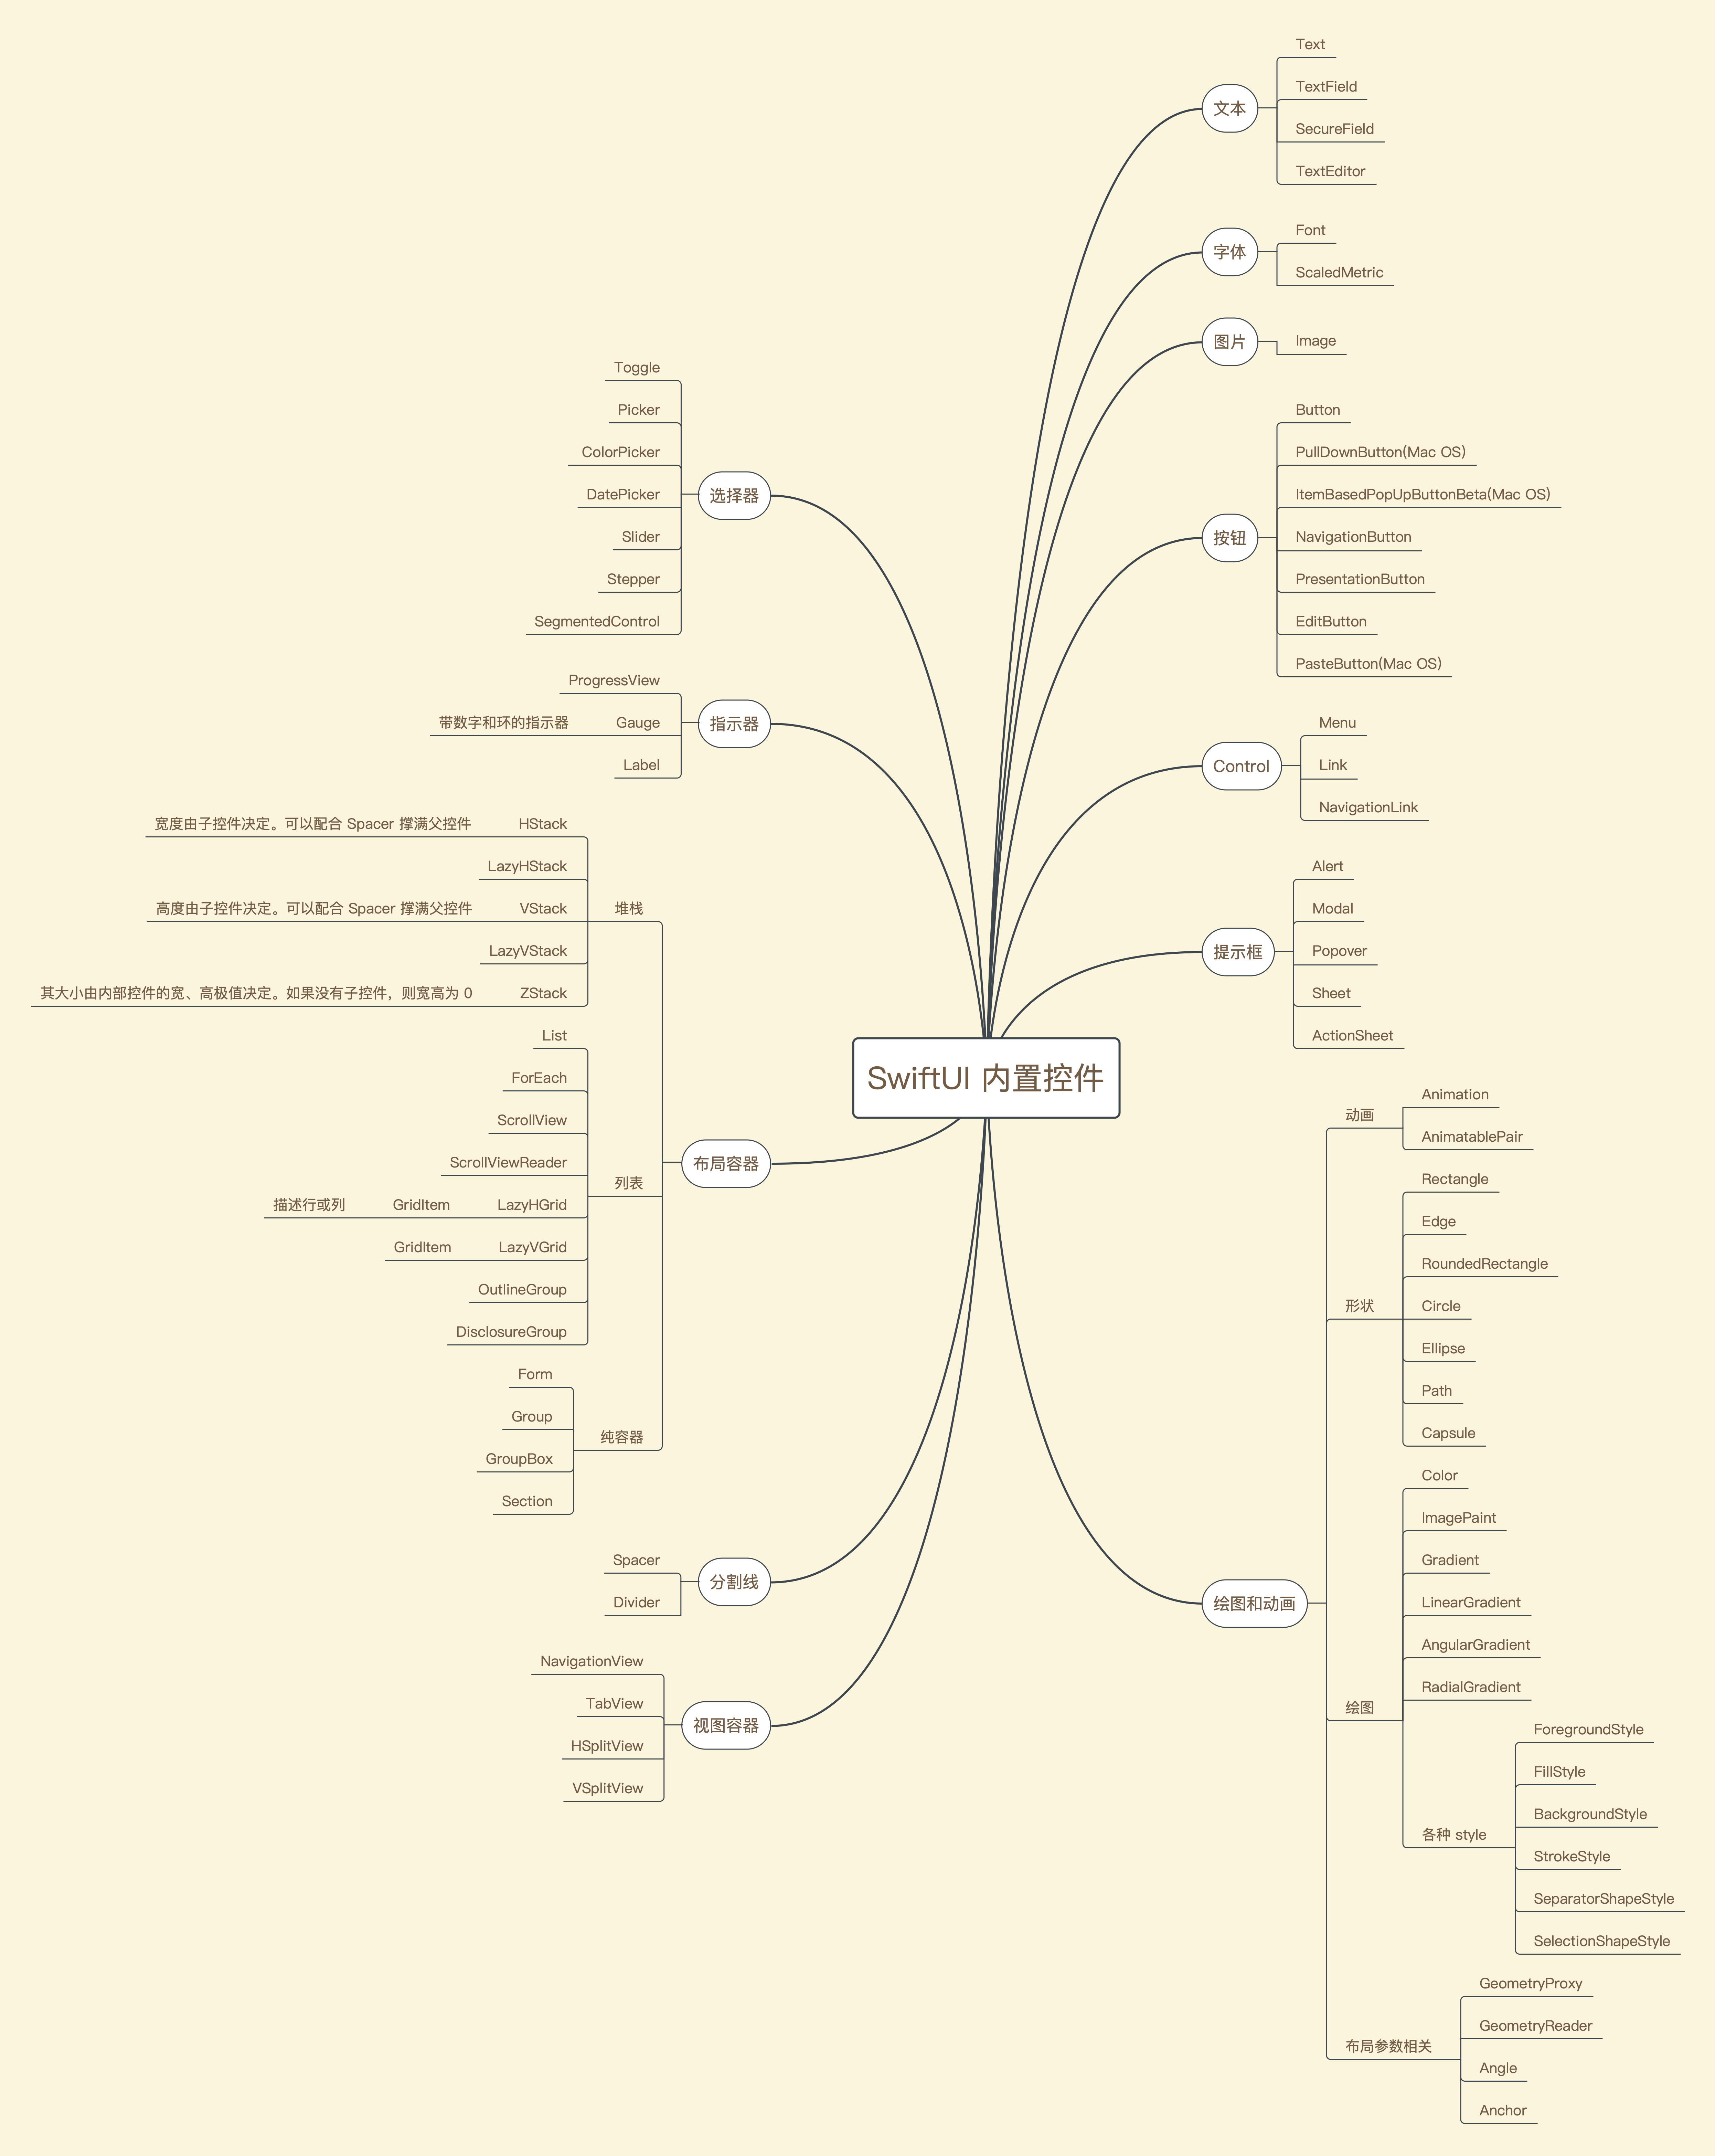 SwiftUI 内置控件
文本
Text
TextField
SecureField
TextEditor
字体
Font
ScaledMetric
图片
Image
按钮
Button
PullDownButton(Mac OS)
ItemBasedPopUpButtonBeta(Mac OS)
NavigationButton
PresentationButton
EditButton
PasteButton(Mac OS)
Control
Menu
Link
NavigationLink
提示框
Alert
Modal
Popover
Sheet
ActionSheet
绘图和动画
动画
Animation
AnimatablePair
形状
Rectangle
Edge
RoundedRectangle
Circle
Ellipse
Path
Capsule
绘图
Color
ImagePaint
Gradient
LinearGradient
AngularGradient
RadialGradient
各种 style
ForegroundStyle
FillStyle
BackgroundStyle
StrokeStyle
SeparatorShapeStyle
SelectionShapeStyle
布局参数相关
GeometryProxy
GeometryReader
Angle
Anchor
选择器
Toggle
Picker
ColorPicker
DatePicker
Slider
Stepper
SegmentedControl
指示器
ProgressView
Gauge
带数字和环的指示器
Label
布局容器
堆栈
HStack
宽度由子控件决定。可以配合 Spacer 撑满父控件
LazyHStack
VStack
高度由子控件决定。可以配合 Spacer 撑满父控件
LazyVStack
ZStack
其大小由内部控件的宽、高极值决定。如果没有子控件，则宽高为 0
列表
List
ForEach
ScrollView
ScrollViewReader
LazyHGrid
GridItem
描述行或列
LazyVGrid
GridItem
OutlineGroup
DisclosureGroup
纯容器
Form
Group
GroupBox
Section
分割线
Spacer
Divider
视图容器
NavigationView
TabView
HSplitView
VSplitView